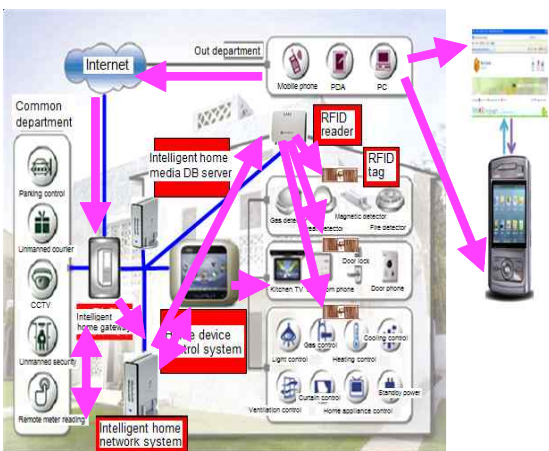 Internet
Out department
Mobile phone
PDA
PC
Common
department
RFID
reader
Intelligent home
media DB server
RFID
tag
Parking control
Gas
Magnetic detector
Fire detector
Unmanned courier
Door lock
Kitchen TV
phone
Door phone
CCTV
Intelligent
home gateway
Home device
control system
Unmanned security
Light control
Gas control
Heating control
Cooling control
Remote meter reading
Ventilation control
Curtain control
Home appliance control
Standby power
Intelligent home
network system